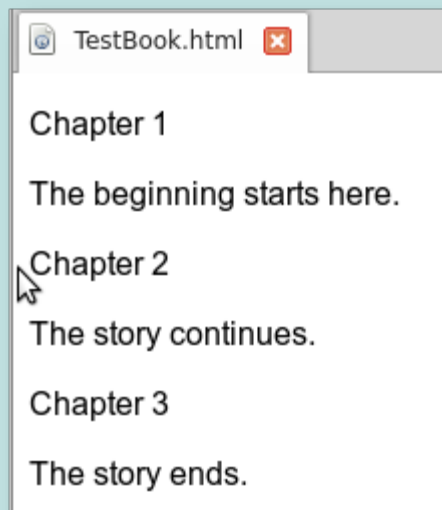 TestBook.html
Chapter 1
The beginning starts here.
Chapter 2
The story continues.
Chapter 3
The story ends.